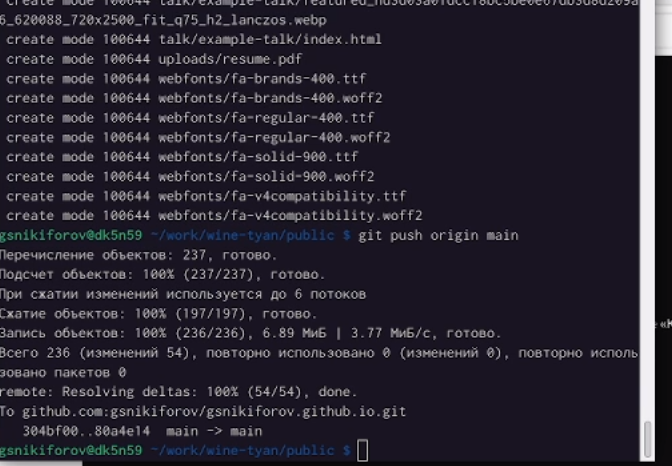 create mode 100644 talk/example-talk/
6_620088_720x2500_fit_q75_h2_lanczos.webp
create mode 100644 talk/example-talk/index.html
create mode 100644 uploads/resume.pdf
create mode 100644 webfonts/fa-brands-400.ttf
create mode 100644 webfonts/fa-brands-400.woff2
create mode 100644 webfonts/fa-regular-400.ttf
create mode 100644 webfonts/fa-regular-400.woff2
create mode 100644 webfonts/fa-solid-900.ttf
create mode 100644 webfonts/fa-solid-900.woff2
create mode 100644 webfonts/fa-v4compatibility.ttf
create mode 100644 webfonts/fa-v4compatibility.woff2
gsnikiforov@dk5n59 ~/work/wine-tyan/public $ git push origin main
Перечисление объектов: 237, готово.
Подсчет объектов: 100% (237/237), готово.
При сжатии изменений используется до 6 потоков
Сжатие объектов: 100% (197/197), готово.
Запись объектов: 100% (236/236), 6.89 МиБ | 3.77 МиБ/с, готово.
Всего 236 (изменений 54), повторно использовано 0 (изменений 0), повторно исполь
зовано пакетов 0
remote: Resolving deltas: 100% (54/54), done.
To github.com:gsnikiforov/gsnikiforov.github.io.git
304bf00..80a4e14 main -> main
gsnikiforov@dk5n59 ~/work/wine-tyan/public $